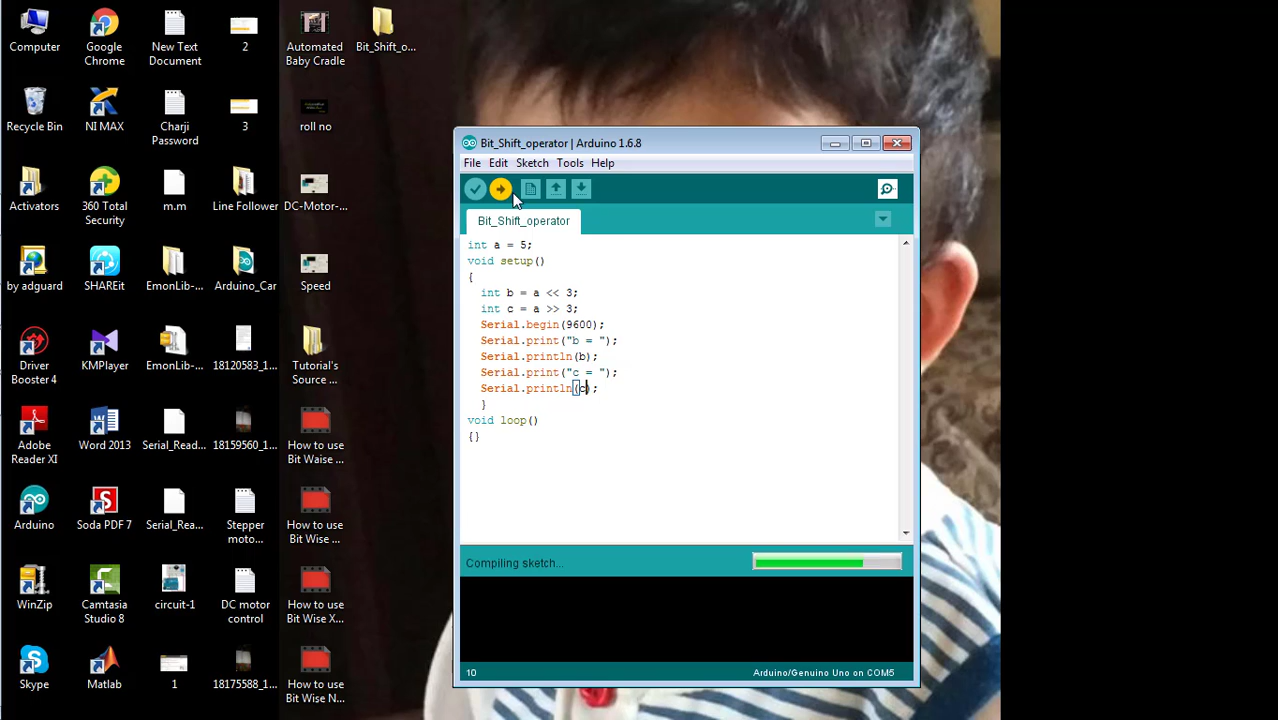 Computer
Google
Chrome
New Text
Document
2
Automated
Baby Cradle
Bit_Shift_o...
Recycle Bin
NI MAX
Charji
Password
3
roll no
Activators
360 Total
Security
m.m
Line Follower
DC-Motor-...
by adguard
SHAREit
EmonLib-...
Arduino_Car
Speed
Driver
Booster 4
KMPlayer
EmonLib-...
18120583_1...
Tutorial's
Source ...
Adobe
Reader XI
Word 2013
Serial_Read...
18159560_1...
How to use
Bit Waise ...
Arduino
Soda PDF 7
Serial_Rea...
Stepper
moto...
How to use
Bit Wise ...
WinZip
Camtasia
Studio 8
circuit-1
DC motor
control
How to use
Bit Wise X...
Skype
Matlab
1
18175588_1...
How to use
Bit Wise N...
Bit_Shift_operator | Arduino 1.6.8
File Edit Sketch Tools Help
Bit_Shift_operator
int a = 5;
void setup()
{
int b = a << 3;
int c = a >> 3;
Serial.begin(9600);
Serial.print("b = ");
Serial.println(b);
Serial.print("c = ");
Serial.println(c);
}
void loop()
{}
Compiling sketch...
10
Arduino/Genuino Uno on COM5